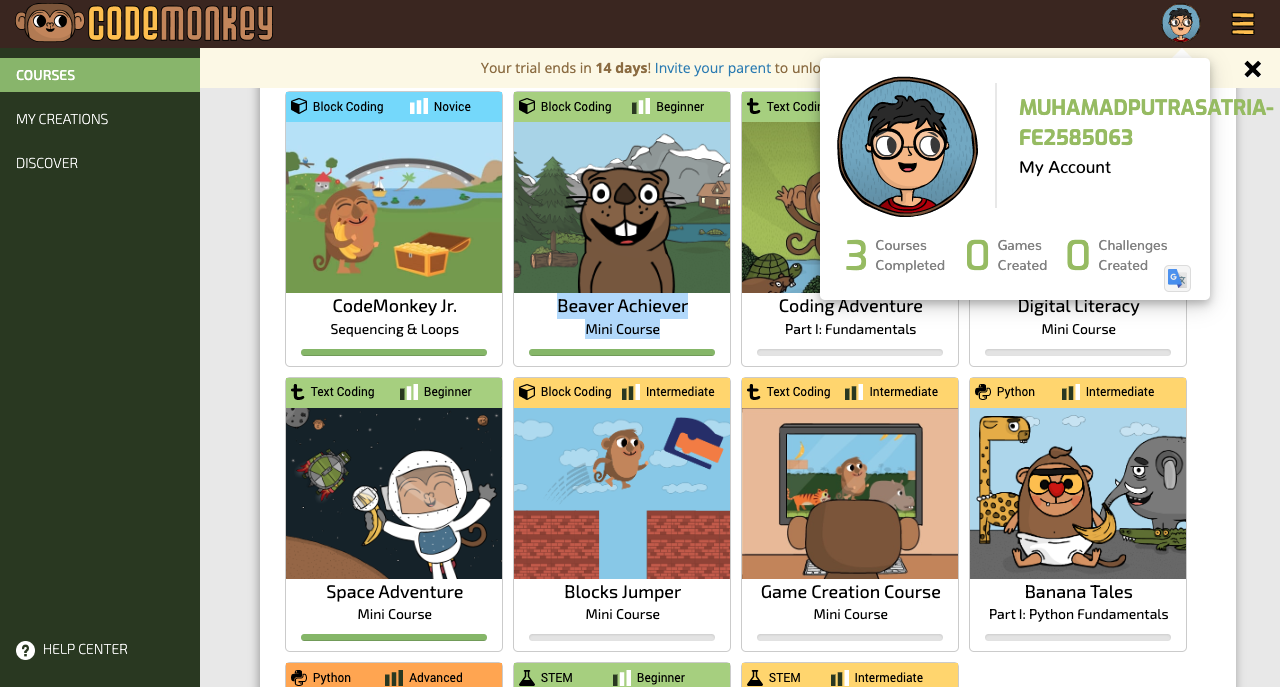 CODEMONKEY
COURSES
MY CREATIONS
DISCOVER
? HELP CENTER
Your trial ends in 14 days! Invite your parent to unlo
MUHAMADPUTRASATRIA-
FE2585063
My Account
3 Courses Completed
0 Games Created
0 Challenges Created
G
Block Coding Novice
CodeMonkey Jr.
Sequencing & Loops
Block Coding Beginner
Beaver Achiever
Mini Course
Text Codin
Coding Adventure
Part I: Fundamentals
Digital Literacy
Mini Course
Text Coding Beginner
Space Adventure
Mini Course
Block Coding Intermediate
Blocks Jumper
Mini Course
Text Coding Intermediate
Game Creation Course
Mini Course
Python Intermediate
Banana Tales
Part I: Python Fundamentals
Python Advanced
STEM Beginner
STEM Intermediate